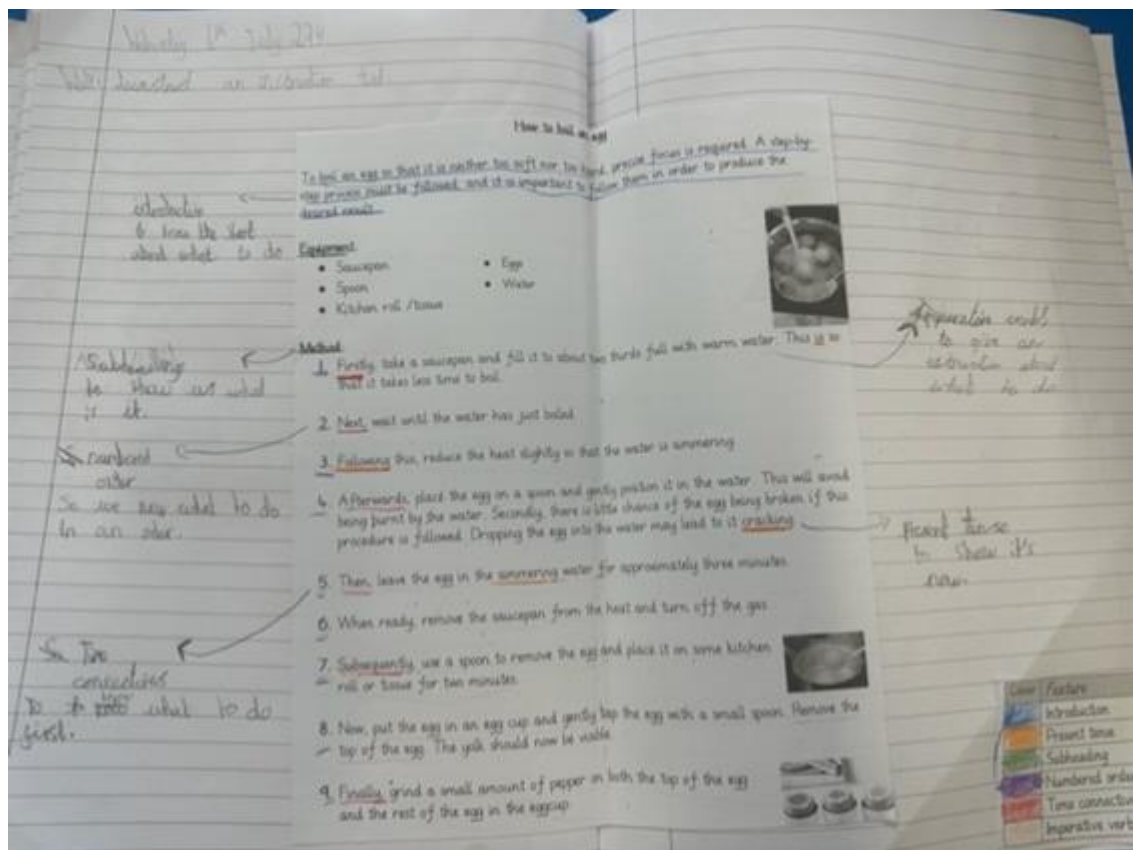 an
How to boil an egg
To boil an egg so that it is neither too soft nor too hard, precise focus is required. A step-by-
step process must be followed, and it is important to follow them in order to produce the
desired result.
introduction
to know the text
about what to do
Equipment
Saucepan
Spoon
Kitchen roll /tissue
Eggs
Water
Subheading
to show us what
is it.
Method
1. Firstly, take a saucepan and fill it to about two thirds full with warm water. This is so
that it takes less time to boil.
to give an
what to do
2. Next, wait until the water has just boiled.
order
So we now what to do
in an oder.
3. Following this, reduce the heat slightly so that the water is simmering.
4. Afterwards, place the egg on a spoon and gently position it in the water. This will avoid
being burnt by the water. Secondly, there is little chance of the egg being broken if this
procedure is followed. Dropping the egg into the water may lead to it cracking.
Present tense
to show it's
now.
5. Then, leave the egg in the simmering water for approximately three minutes.
6. When ready, remove the saucepan from the heat and turn off the gas.
Time
To what to do
first.
7. Subsequently, use a spoon to remove the egg and place it on some kitchen
roll or tissue for two minutes.
8. Now, put the egg in an egg cup and gently tap the egg with a small spoon. Remove the
top of the egg. The yolk should now be visible.
9. Finally, grind a small amount of pepper on both the top of the egg
and the rest of the egg in the eggcup.
Feature
Introduction
Present tense
Subheading
Numbered order
Time connective
Imperative verb